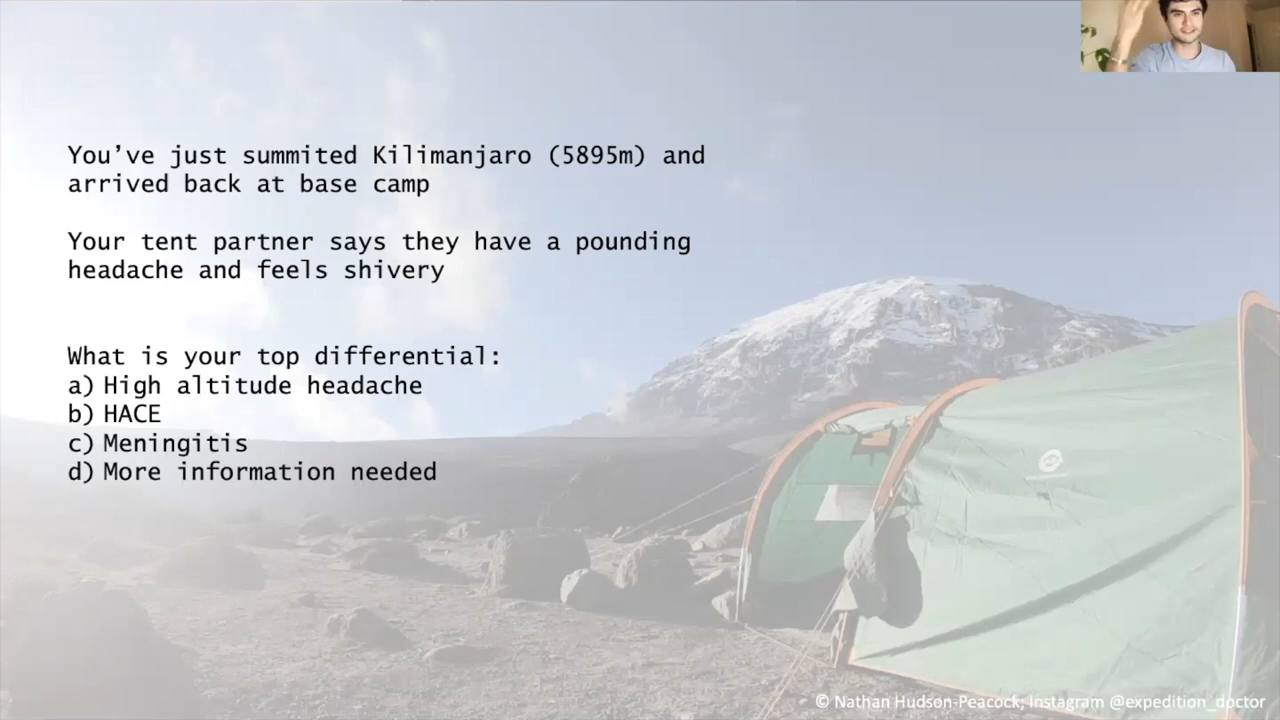 You've just summited Kilimanjaro (5895m) and
arrived back at base camp
Your tent partner says they have a pounding
headache and feels shivery
What is your top differential:
a) High altitude headache
b) HACE
c) Meningitis
d) More information needed
© Nathan Hudson-Peacock; Instagram @expedition_doctor